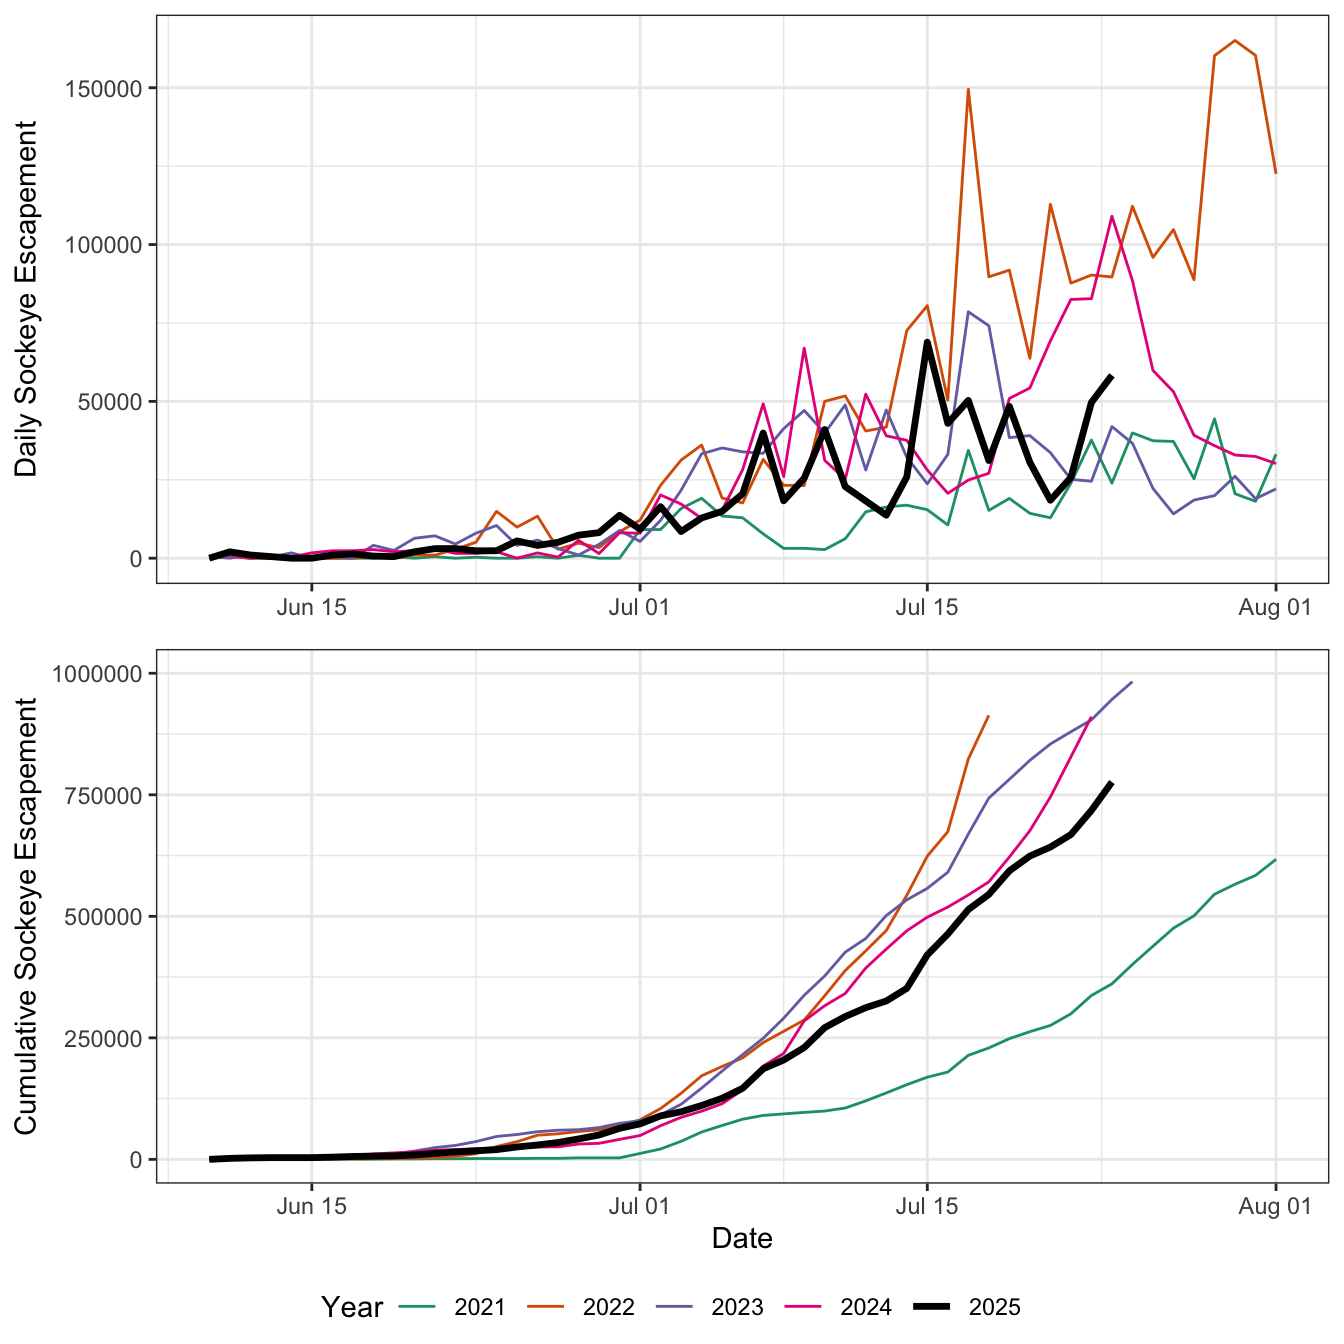 Daily Sockeye Escapement
150000
100000
50000
0
Jun 15 Jul 01 Jul 15 Aug 01
Cumulative Sockeye Escapement
1000000
750000
500000
250000
0
Jun 15 Jul 01 Jul 15 Aug 01
Date
Year 2021 2022 2023 2024 2025